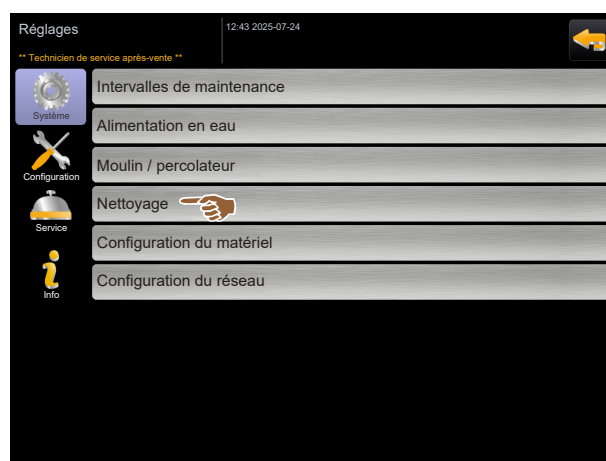 Réglages
12:43 2025-07-24
** Technicien de service après-vente **
Système
Configuration
Service
Info
Intervalles de maintenance
Alimentation en eau
Moulin / percolateur
Nettoyage
Configuration du matériel
Configuration du réseau